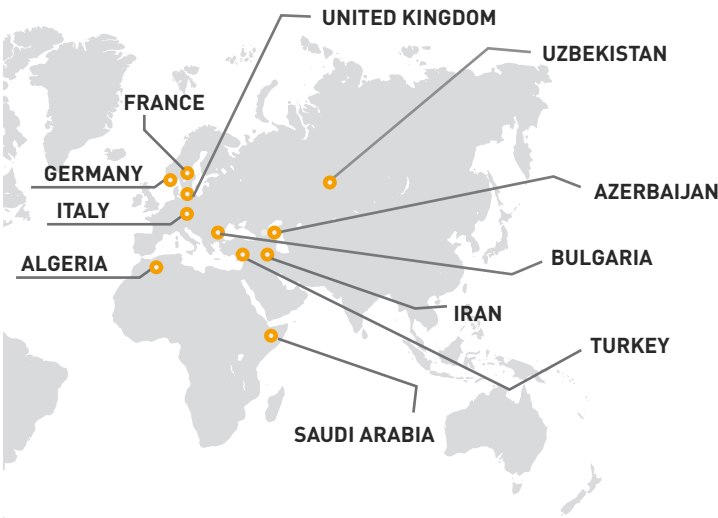 UNITED KINGDOM
UZBEKISTAN
FRANCE
GERMANY
AZERBAIJAN
ITALY
BULGARIA
ALGERIA
IRAN
TURKEY
SAUDI ARABIA